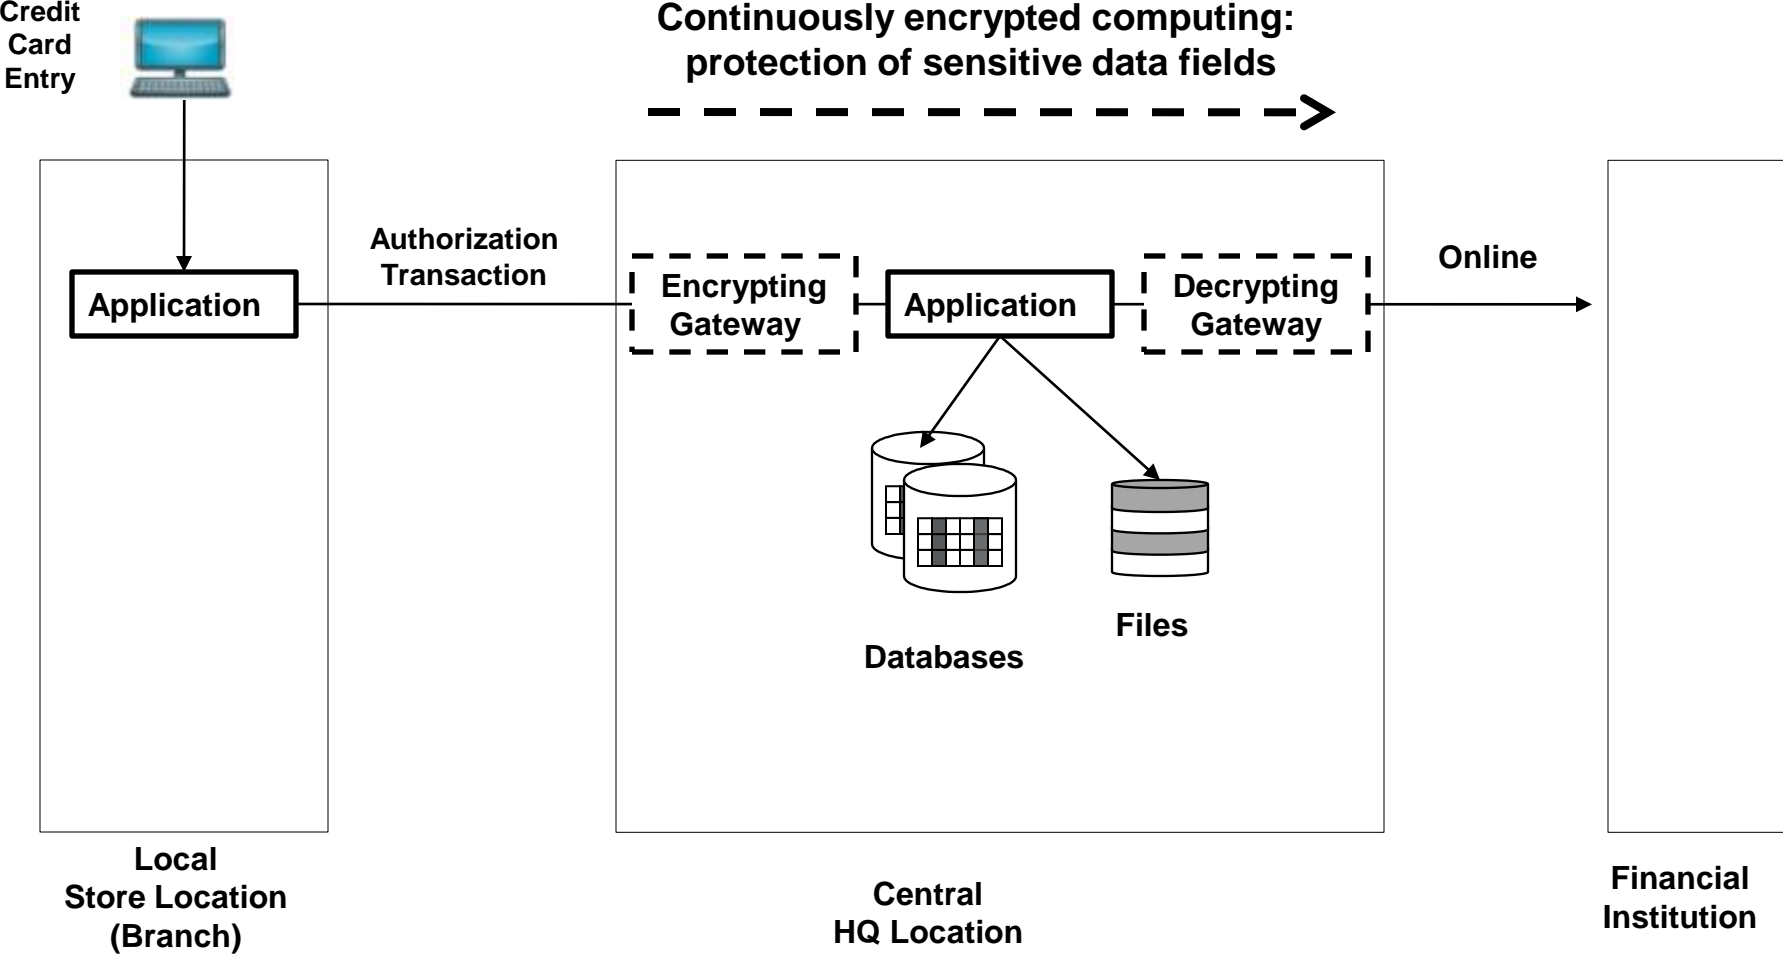 Credit
Card
Entry
Continuously encrypted computing:
protection of sensitive data fields
Authorization
Transaction
Application
Encrypting
Gateway
Application
Decrypting
Gateway
Online
Databases
Files
Local
Store Location
(Branch)
Central
HQ Location
Financial
Institution